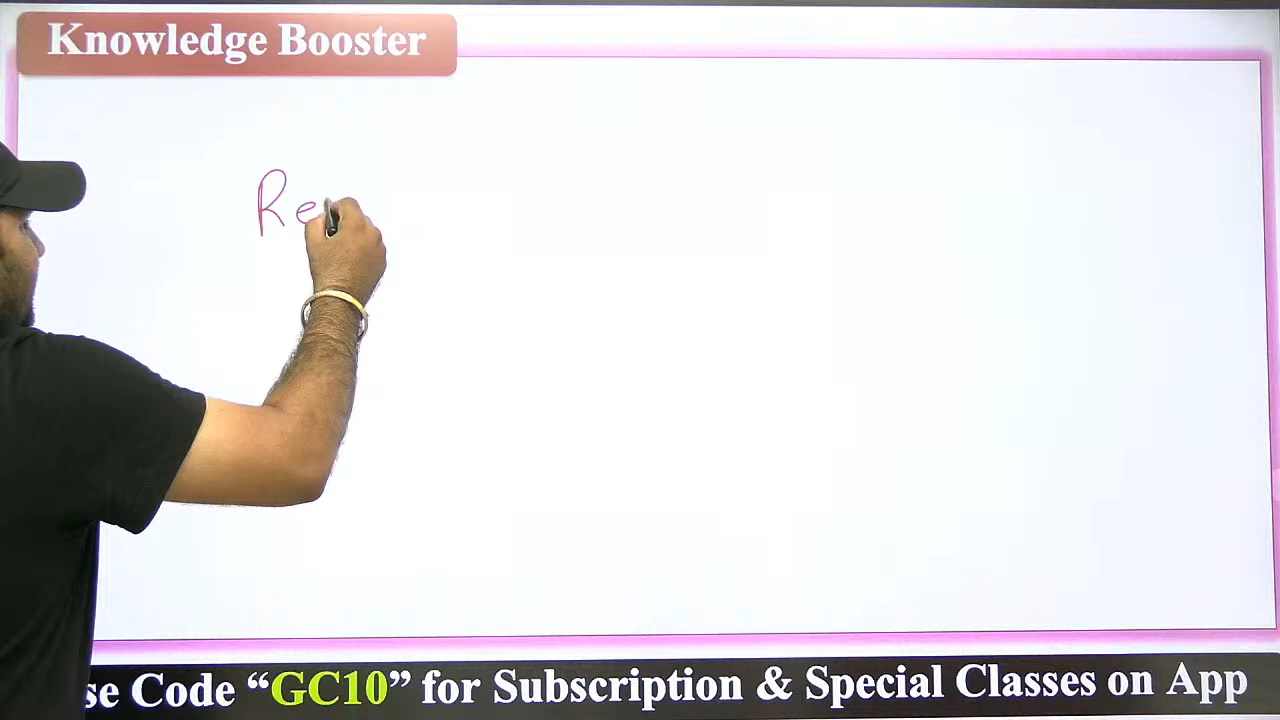 Knowledge Booster
Re
se Code “GC10” for Subscription & Special Classes on App